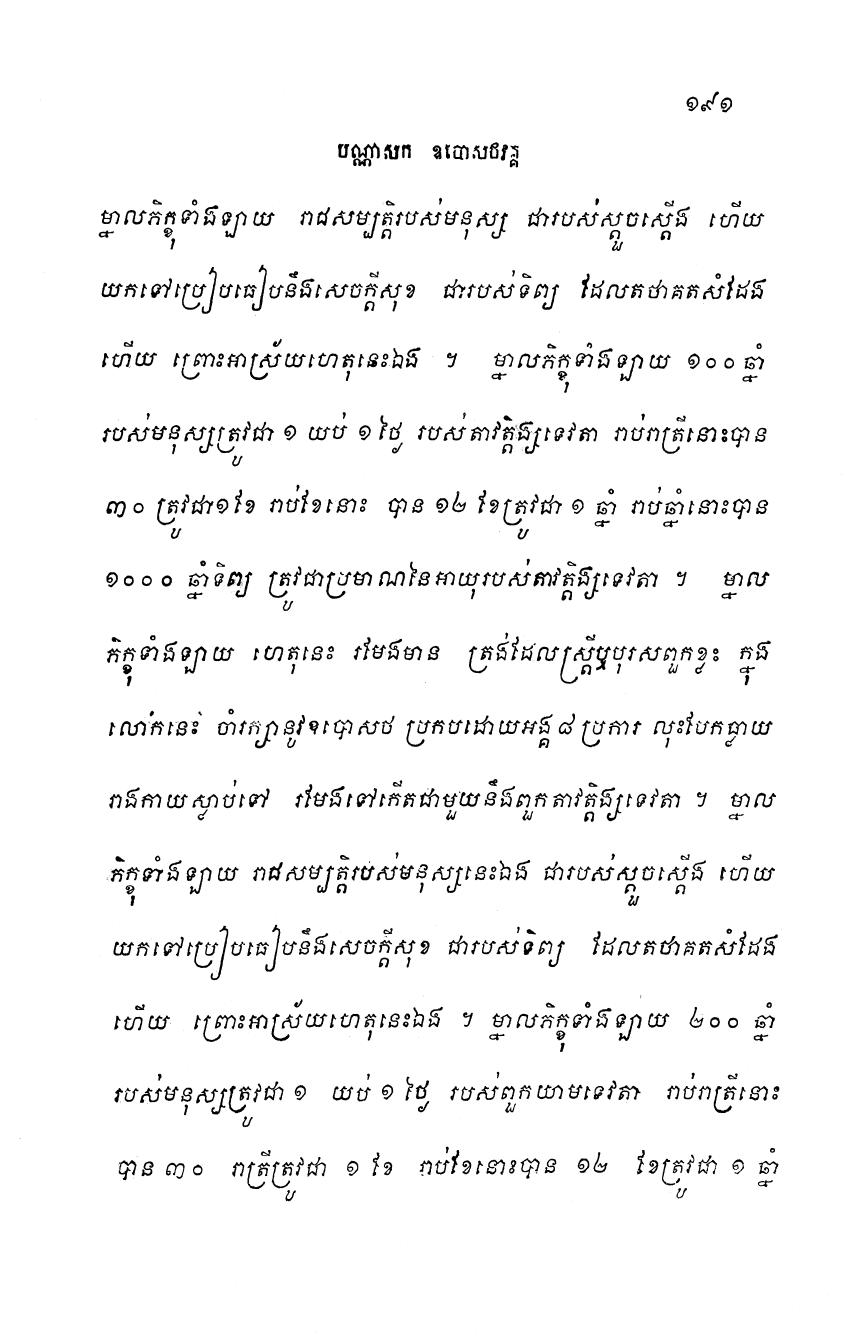 ១៩១
បណ្ណាសក ឧបោសថវគ្គ
ម្នាលភិក្ខុទាំងឡាយ រាជសម្បត្តិរបស់មនុស្ស ជារបស់ស្តួចស្តើង ហើយ
យកទៅប្រៀបធៀបនឹងសេចក្តីសុខ ជារបស់ទិព្យ ដែលតថាគតសំដែង
ហើយ ព្រោះអាស្រ័យហេតុនេះឯង ។ ម្នាលភិក្ខុទាំងឡាយ ១០០ ឆ្នាំ
របស់មនុស្សត្រូវជា ១ យប់ ១ ថ្ងៃ របស់តាវត្តិង្សទេវតា រាប់រាត្រីនោះបាន
៣០ ត្រូវជា១ខែ រាប់ខែនោះ បាន ១២ ខែត្រូវជា ១ ឆ្នាំ រាប់ឆ្នាំនោះបាន
១០០០ ឆ្នាំទិព្យ ត្រូវជាប្រមាណនៃអាយុរបស់តាវត្តិង្សទេវតា ។ ម្នាល
ភិក្ខុទាំងឡាយ ហេតុនេះ រមែងមាន ត្រង់ដែលស្ត្រីឬបុរសពួកខ្លះ ក្នុង
លោកនេះ ចាំរក្សានូវឧបោសថ ប្រកបដោយអង្គ ៨ ប្រការ លុះបែកធ្លាយ
រាងកាយស្លាប់ទៅ រមែងទៅកើតជាមួយនឹងពួកតាវត្តិង្សទេវតា ។ ម្នាល
ភិក្ខុទាំងឡាយ រាជសម្បត្តិរបស់មនុស្សនេះឯង ជារបស់ស្តួចស្តើង ហើយ
យកទៅប្រៀបធៀបនឹងសេចក្តីសុខ ជារបស់ទិព្យ ដែលតថាគតសំដែង
ហើយ ព្រោះអាស្រ័យហេតុនេះឯង ។ ម្នាលភិក្ខុទាំងឡាយ ២០០ ឆ្នាំ
របស់មនុស្សត្រូវជា ១ យប់ ១ ថ្ងៃ របស់ពួកយាមទេវតា រាប់រាត្រីនោះ
បាន ៣០ រាត្រីត្រូវជា ១ ខែ រាប់ខែនោះបាន ១២ ខែត្រូវជា ១ ឆ្នាំ